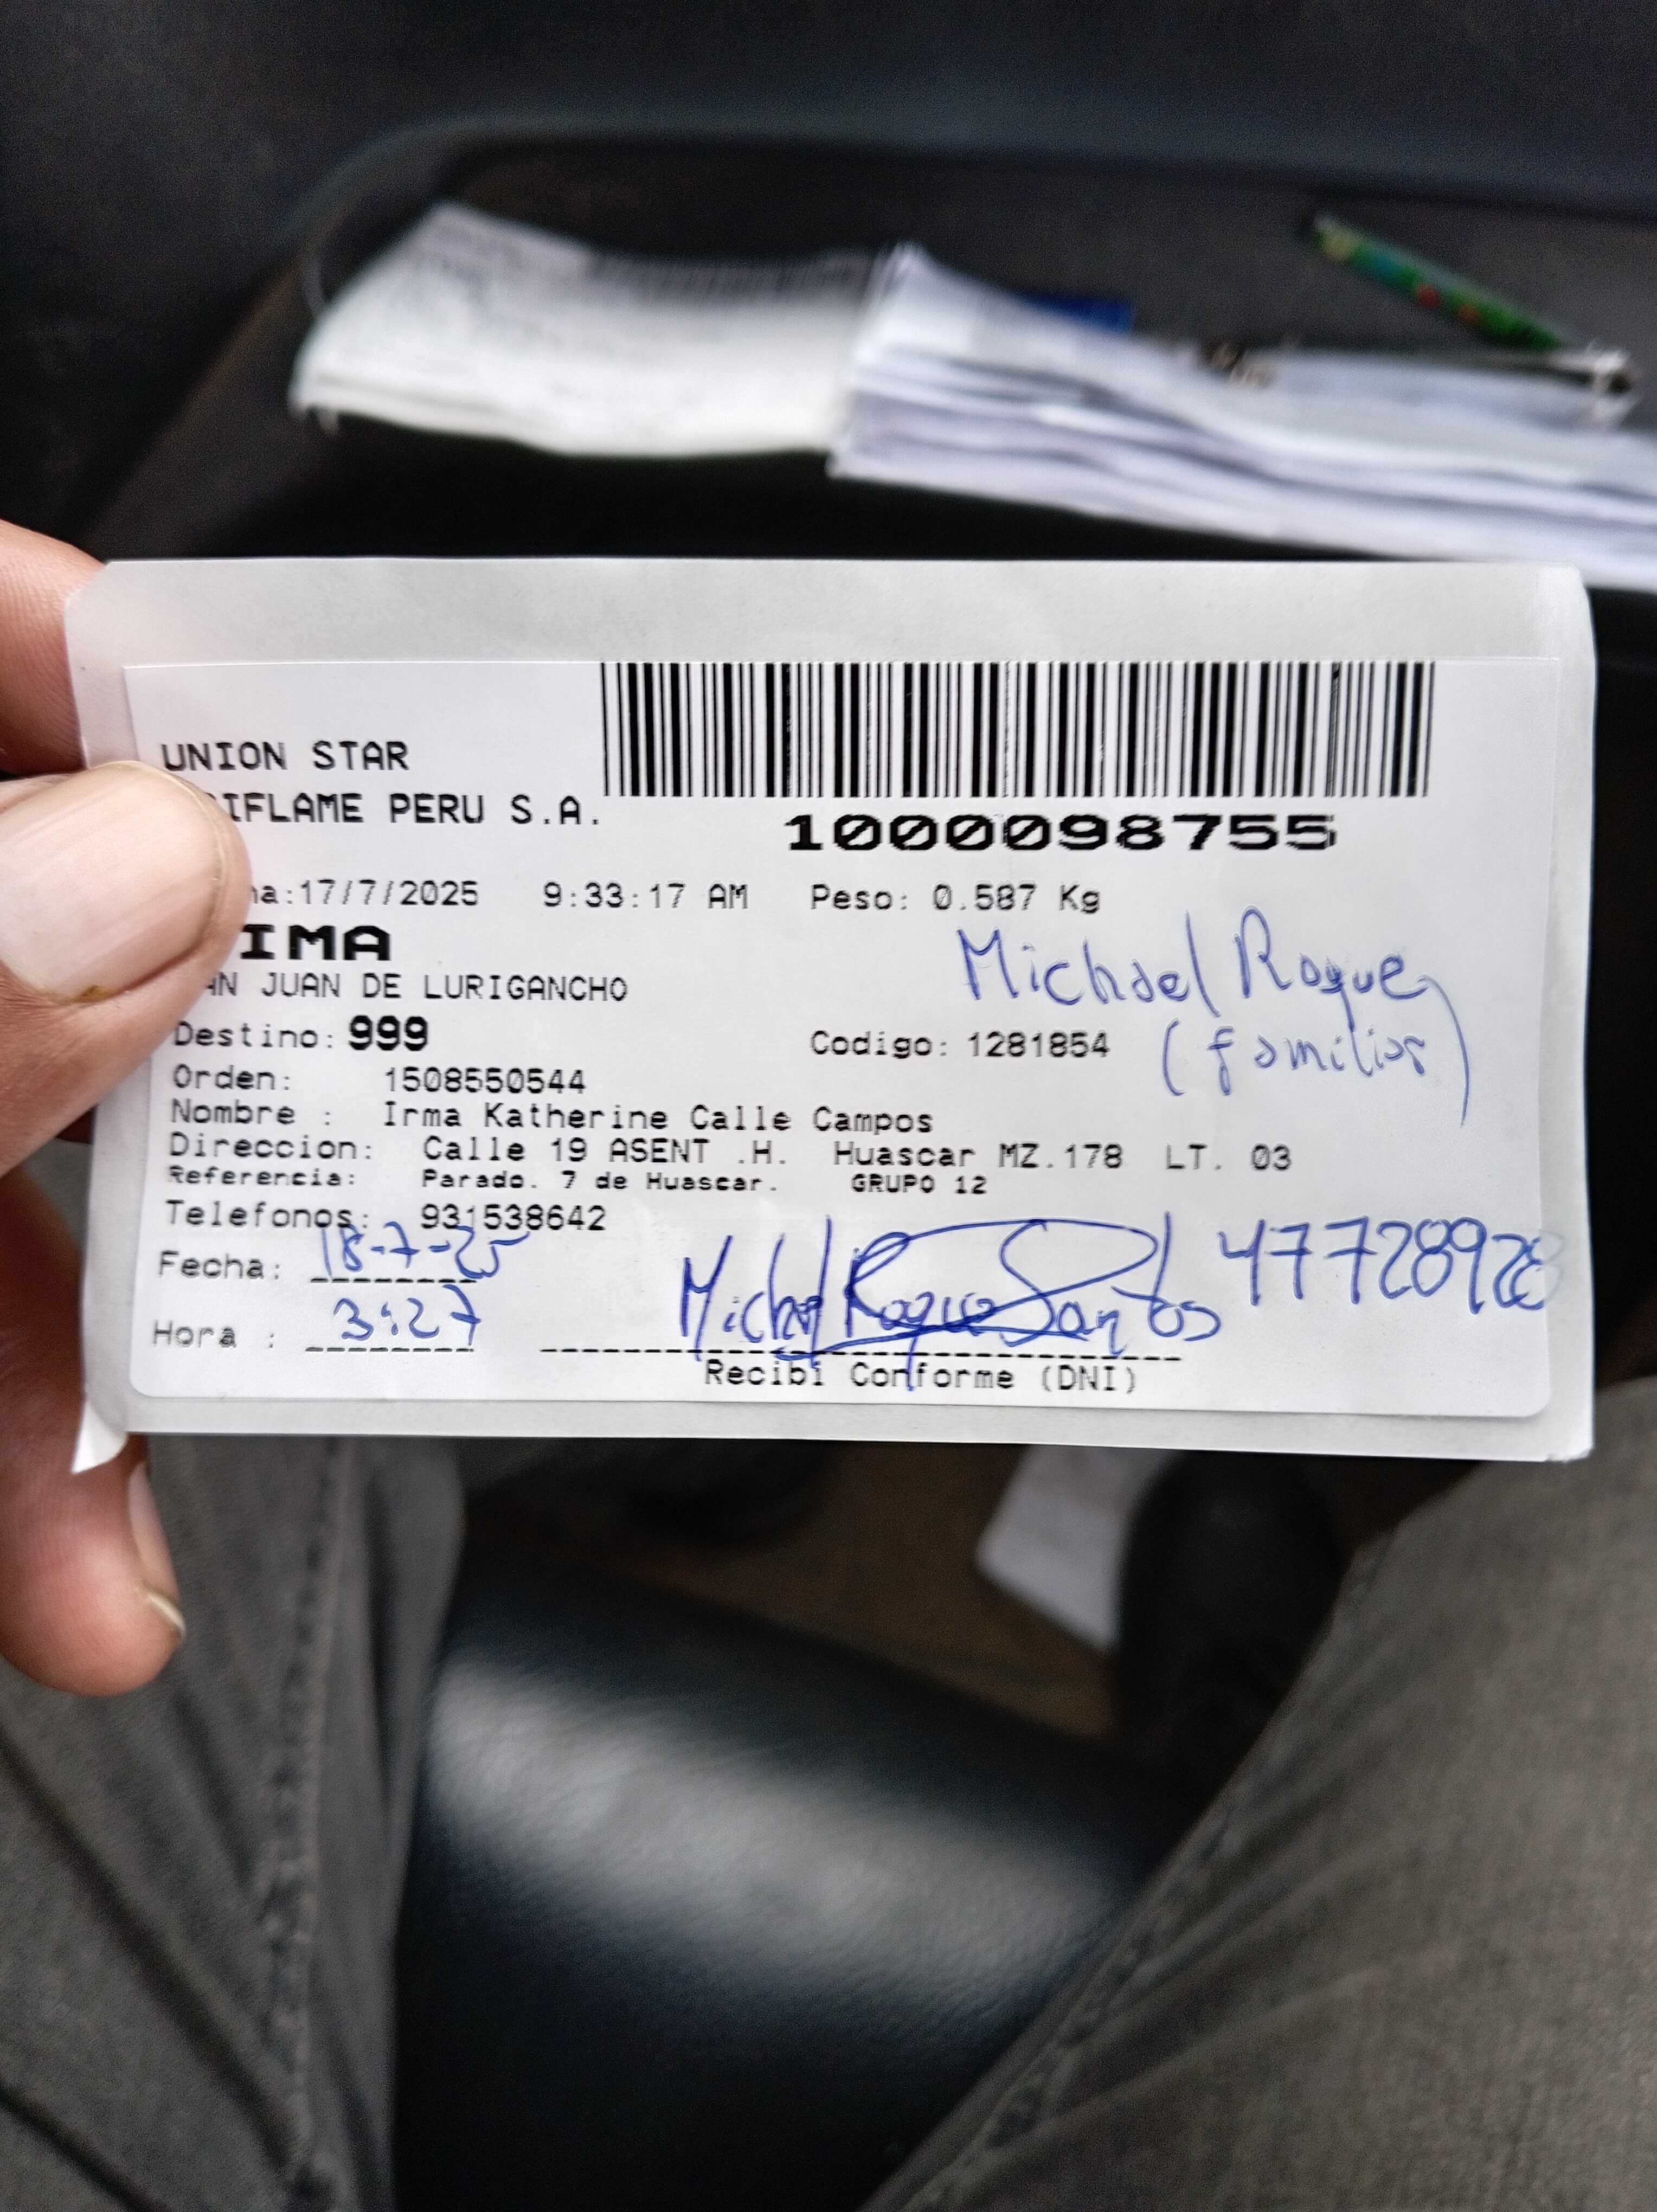 UNION STAR
IFLAME PERU S.A.
1000098755
ha:17/7/2025 9:33:17 AM Peso: 0.587 Kg
IMA
AN JUAN DE LURIGANCHO
Michael Roque
(familiar)
Destino: 999 Codigo: 1281854
Orden: 1508550544
Nombre : Irma Katherine Calle Campos
Direccion: Calle 19 ASENT .H. Huascar MZ.178 LT. 03
Referencia: Parado. 7 de Huascar. GRUPO 12
Telefonos: 931538642
Fecha: 18-7-25
Hora : 3:27
Michael Roque Santos 47728928
Recibí Conforme (DNI)